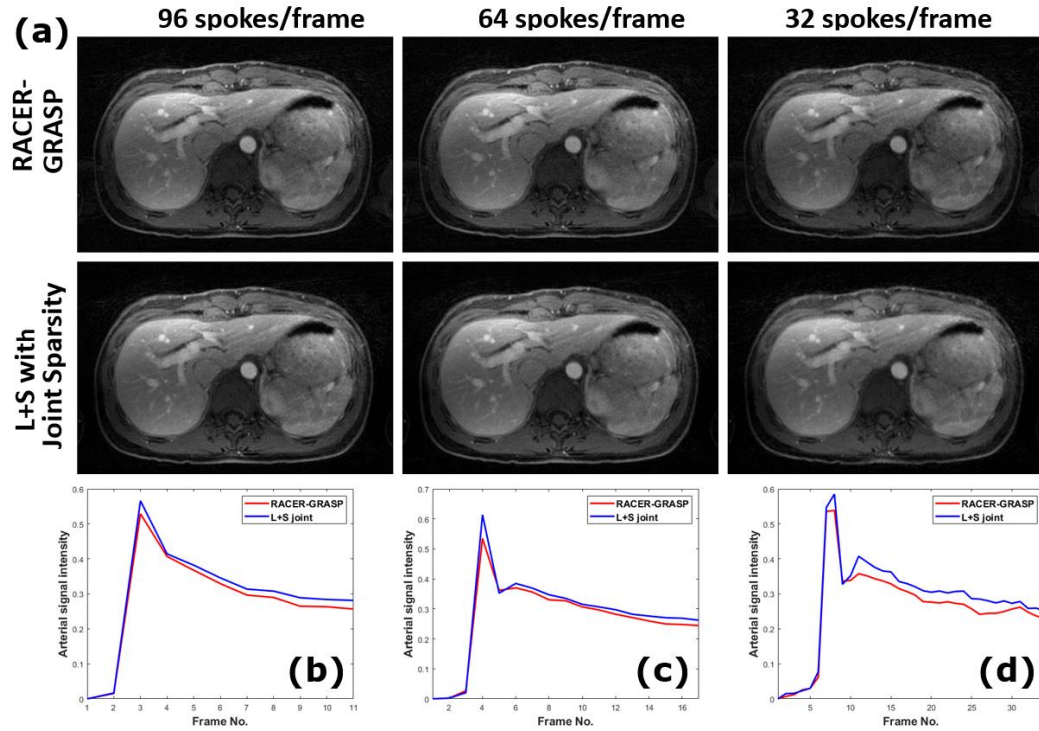 (a)
96 spokes/frame
64 spokes/frame
32 spokes/frame
RACER-
GRASP
L+S with
Joint Sparsity
0.6
0.5
0.4
0.3
0.2
0.1
0
Arterial signal intensity
RACER-GRASP
L+S joint
(b)
1 2 3 4 5 6 7 8 9 10 11
Frame No.
0.7
0.6
0.5
0.4
0.3
0.2
0.1
0
Arterial signal intensity
RACER-GRASP
L+S joint
(c)
2 4 6 8 10 12 14 16
Frame No.
0.6
0.5
0.4
0.3
0.2
0.1
0
Arterial signal intensity
RACER-GRASP
L+S joint
(d)
5 10 15 20 25 30
Frame No.